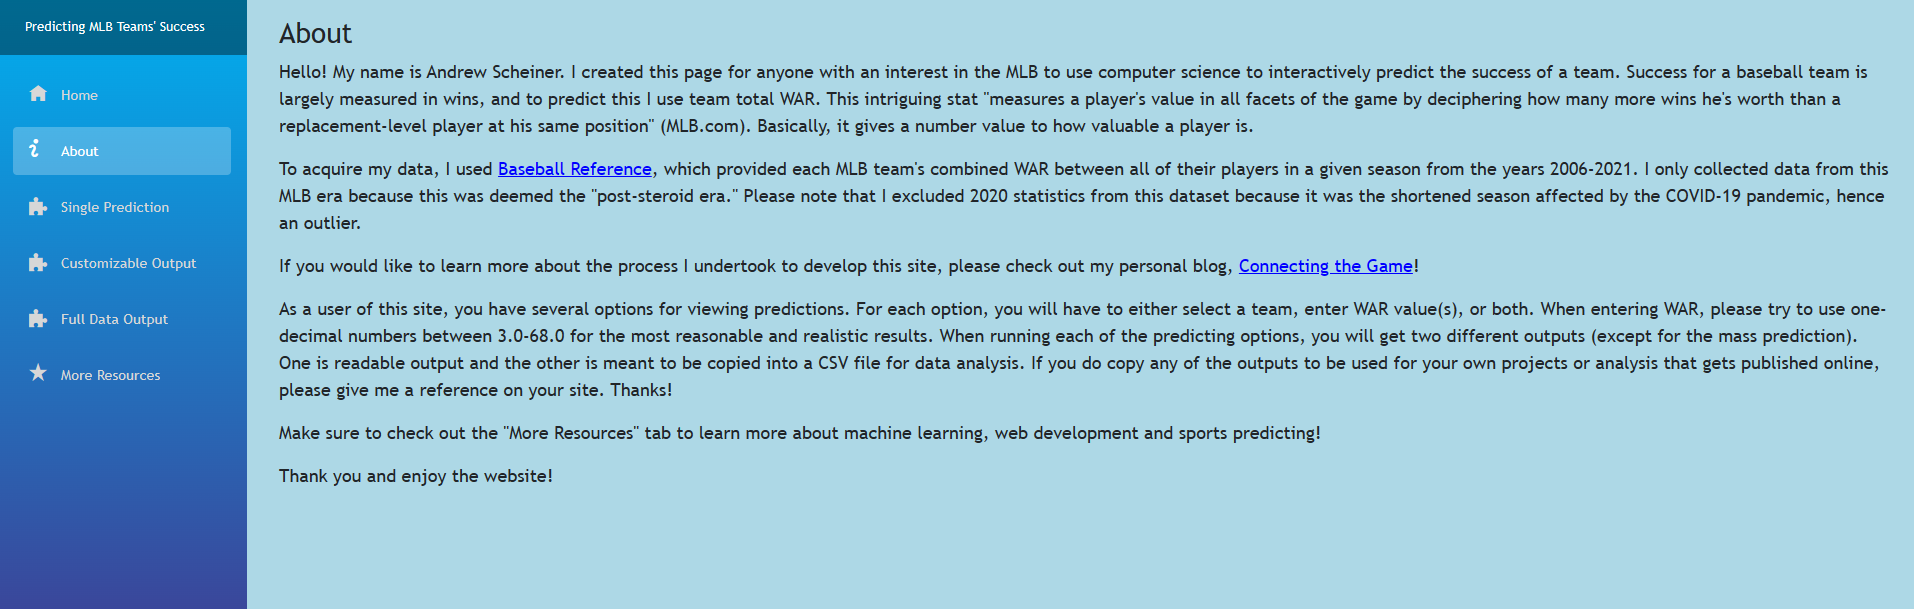 Predicting MLB Teams' Success
Home
About
Single Prediction
Customizable Output
Full Data Output
More Resources
About
Hello! My name is Andrew Scheiner. I created this page for anyone with an interest in the MLB to use computer science to interactively predict the success of a team. Success for a baseball team is
largely measured in wins, and to predict this I use team total WAR. This intriguing stat "measures a player's value in all facets of the game by deciphering how many more wins he's worth than a
replacement-level player at his same position" (MLB.com). Basically, it gives a number value to how valuable a player is.
To acquire my data, I used Baseball Reference, which provided each MLB team's combined WAR between all of their players in a given season from the years 2006-2021. I only collected data from this
MLB era because this was deemed the "post-steroid era." Please note that I excluded 2020 statistics from this dataset because it was the shortened season affected by the COVID-19 pandemic, hence
an outlier.
If you would like to learn more about the process I undertook to develop this site, please check out my personal blog, Connecting the Game!
As a user of this site, you have several options for viewing predictions. For each option, you will have to either select a team, enter WAR value(s), or both. When entering WAR, please try to use one-
decimal numbers between 3.0-68.0 for the most reasonable and realistic results. When running each of the predicting options, you will get two different outputs (except for the mass prediction).
One is readable output and the other is meant to be copied into a CSV file for data analysis. If you do copy any of the outputs to be used for your own projects or analysis that gets published online,
please give me a reference on your site. Thanks!
Make sure to check out the "More Resources" tab to learn more about machine learning, web development and sports predicting!
Thank you and enjoy the website!